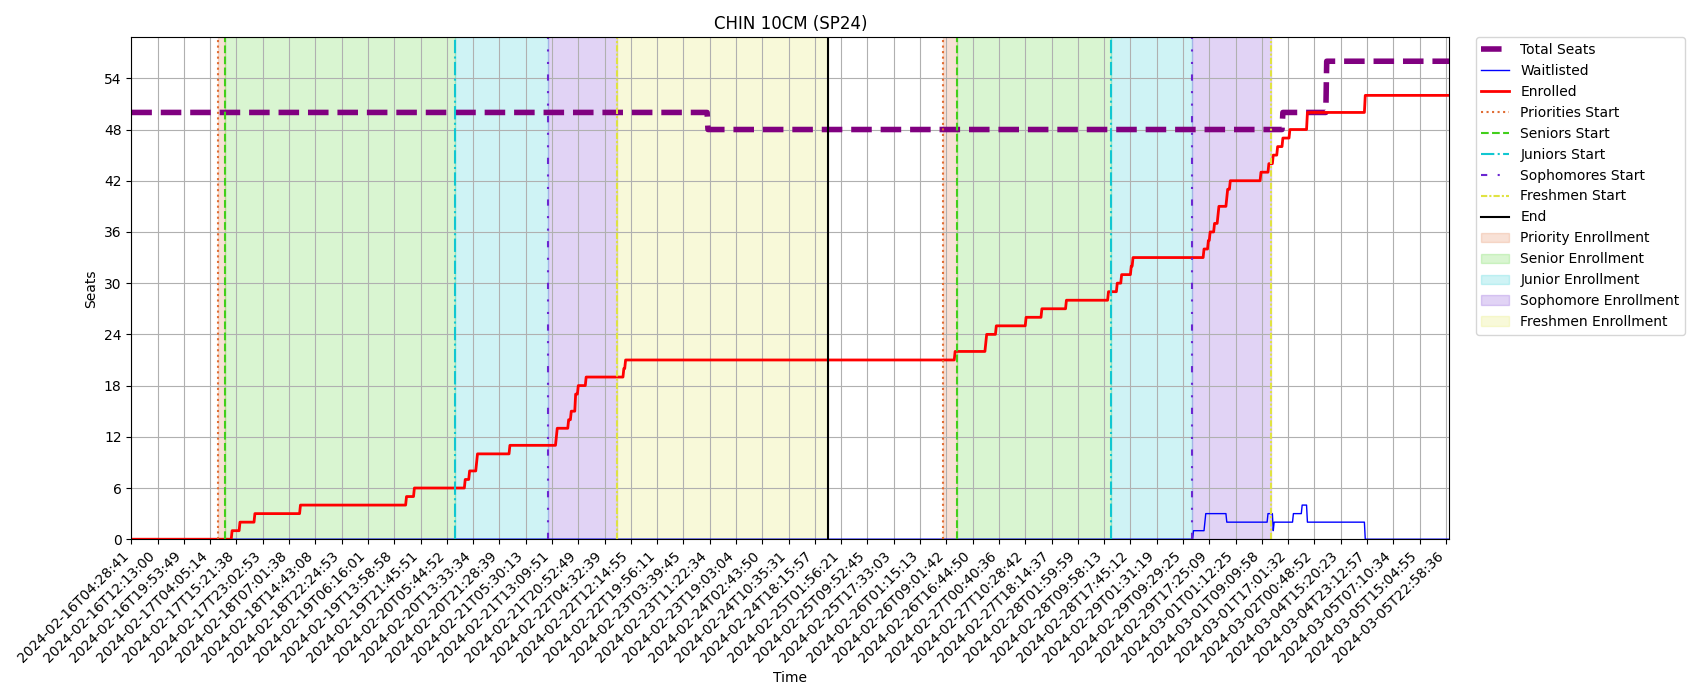 CHIN 10CM (SP24)
Seats
54
48
42
36
30
24
18
12
6
0
2024-02-16T04:28:41
2024-02-16T12:13:00
2024-02-16T19:53:49
2024-02-17T04:05:14
2024-02-17T15:21:38
2024-02-17T23:02:53
2024-02-18T07:01:38
2024-02-18T14:43:08
2024-02-18T22:24:53
2024-02-19T06:16:01
2024-02-19T13:58:58
2024-02-19T21:45:51
2024-02-20T05:44:52
2024-02-20T13:33:34
2024-02-20T21:28:39
2024-02-21T05:30:13
2024-02-21T13:09:51
2024-02-21T20:52:49
2024-02-22T04:32:39
2024-02-22T12:14:55
2024-02-22T19:56:11
2024-02-23T03:39:45
2024-02-23T11:22:34
2024-02-23T19:03:04
2024-02-24T02:43:50
2024-02-24T10:35:31
2024-02-24T18:15:57
2024-02-25T01:56:21
2024-02-25T09:52:45
2024-02-25T17:33:03
2024-02-26T01:15:13
2024-02-26T09:01:42
2024-02-26T16:44:50
2024-02-27T00:40:36
2024-02-27T10:28:42
2024-02-27T18:14:37
2024-02-28T01:59:59
2024-02-28T09:58:13
2024-02-28T17:45:12
2024-02-29T01:31:19
2024-02-29T09:29:25
2024-02-29T17:25:09
2024-03-01T01:12:25
2024-03-01T09:09:58
2024-03-01T17:01:32
2024-03-02T00:48:52
2024-03-04T15:20:23
2024-03-04T23:12:57
2024-03-05T07:10:34
2024-03-05T15:04:55
2024-03-05T22:58:36
Time
Total Seats
Waitlisted
Enrolled
Priorities Start
Seniors Start
Juniors Start
Sophomores Start
Freshmen Start
End
Priority Enrollment
Senior Enrollment
Junior Enrollment
Sophomore Enrollment
Freshmen Enrollment